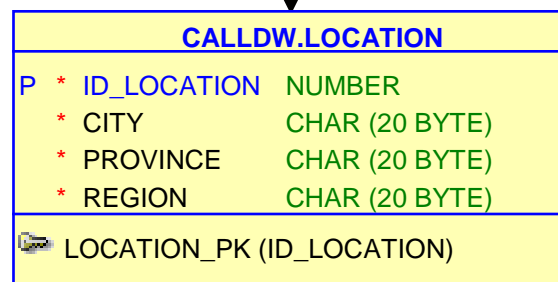 CALLDW.LOCATION
P * ID_LOCATION NUMBER
* CITY CHAR (20 BYTE)
* PROVINCE CHAR (20 BYTE)
* REGION CHAR (20 BYTE)
LOCATION_PK (ID_LOCATION)